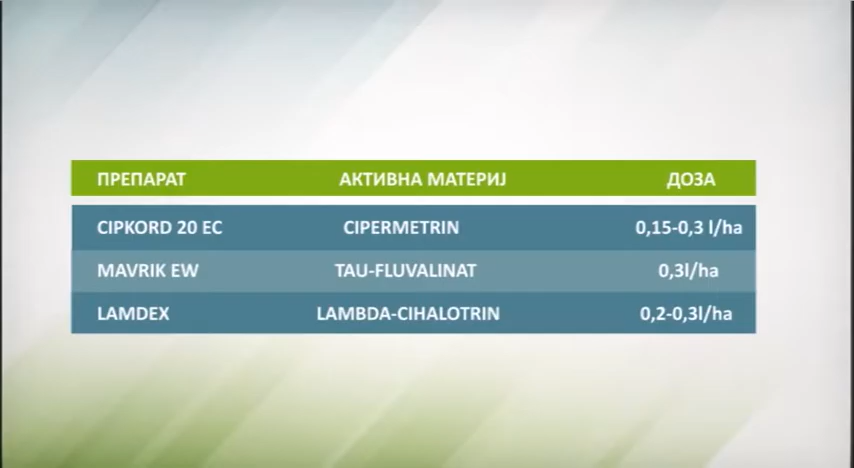 ПРЕПАРАТ АКТИВНА МАТЕРИЈ ДОЗА
CIPKORD 20 EC CIPERMETRIN 0,15-0,3 l/ha
MAVRIK EW TAU-FLUVALINAT 0,3l/ha
LAMDEX LAMBDA-CIHALOTRIN 0,2-0,3l/ha